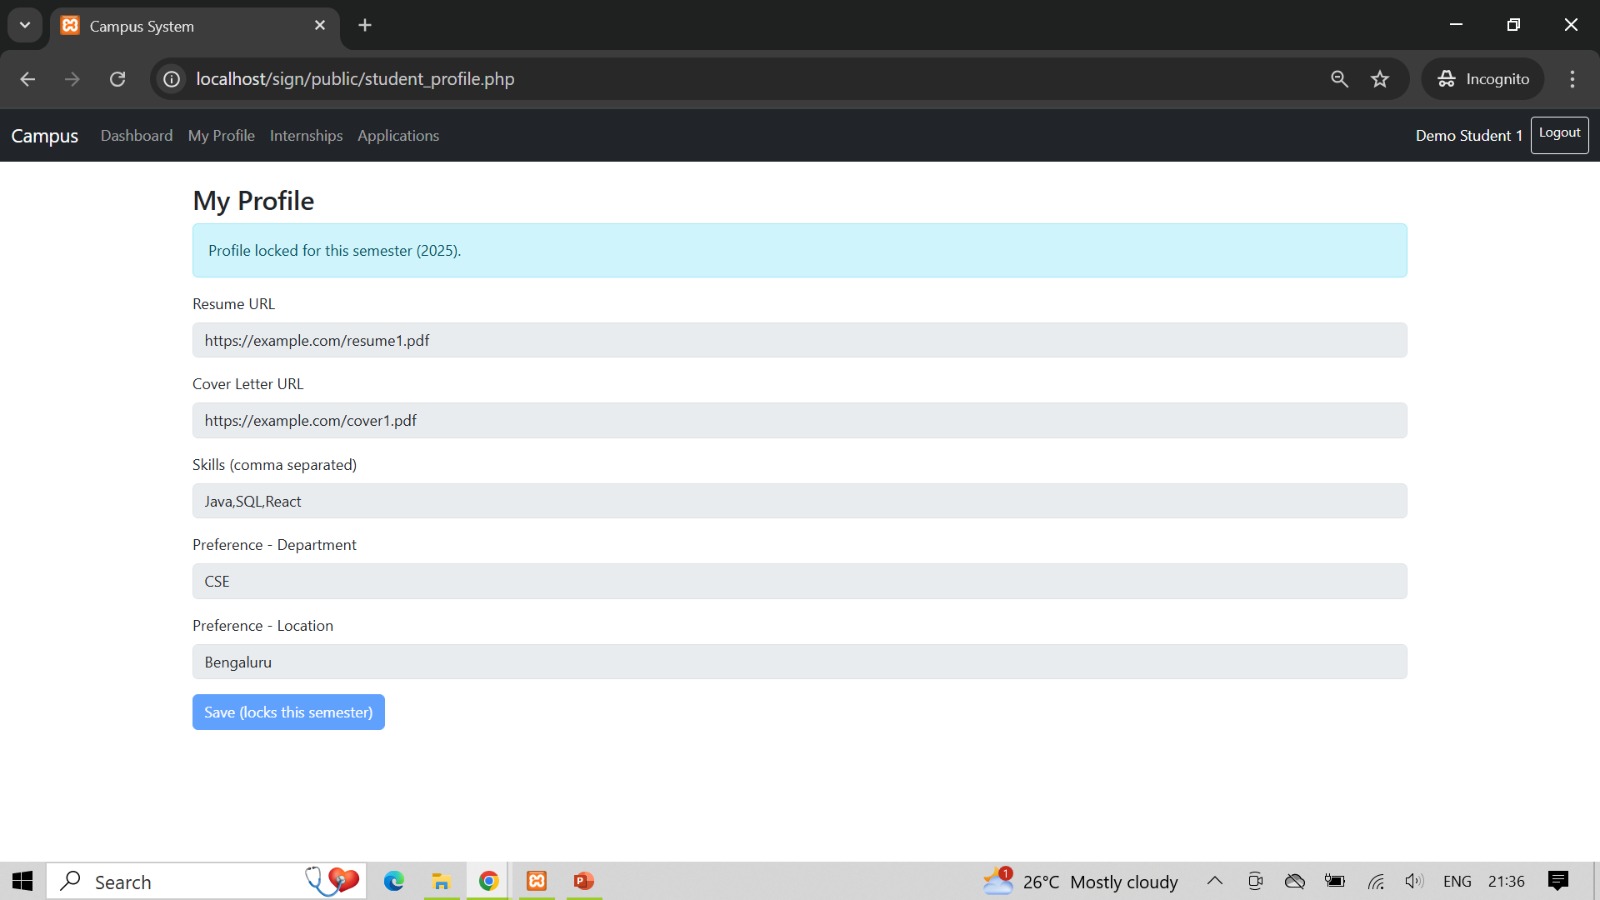 Campus System
localhost/sign/public/student_profile.php
Incognito
Campus Dashboard My Profile Internships Applications Demo Student 1 Logout
My Profile
Profile locked for this semester (2025).
Resume URL
https://example.com/resume1.pdf
Cover Letter URL
https://example.com/cover1.pdf
Skills (comma separated)
Java,SQL,React
Preference - Department
CSE
Preference - Location
Bengaluru
Save (locks this semester)
Search
1
26°C Mostly cloudy
ENG
21:36